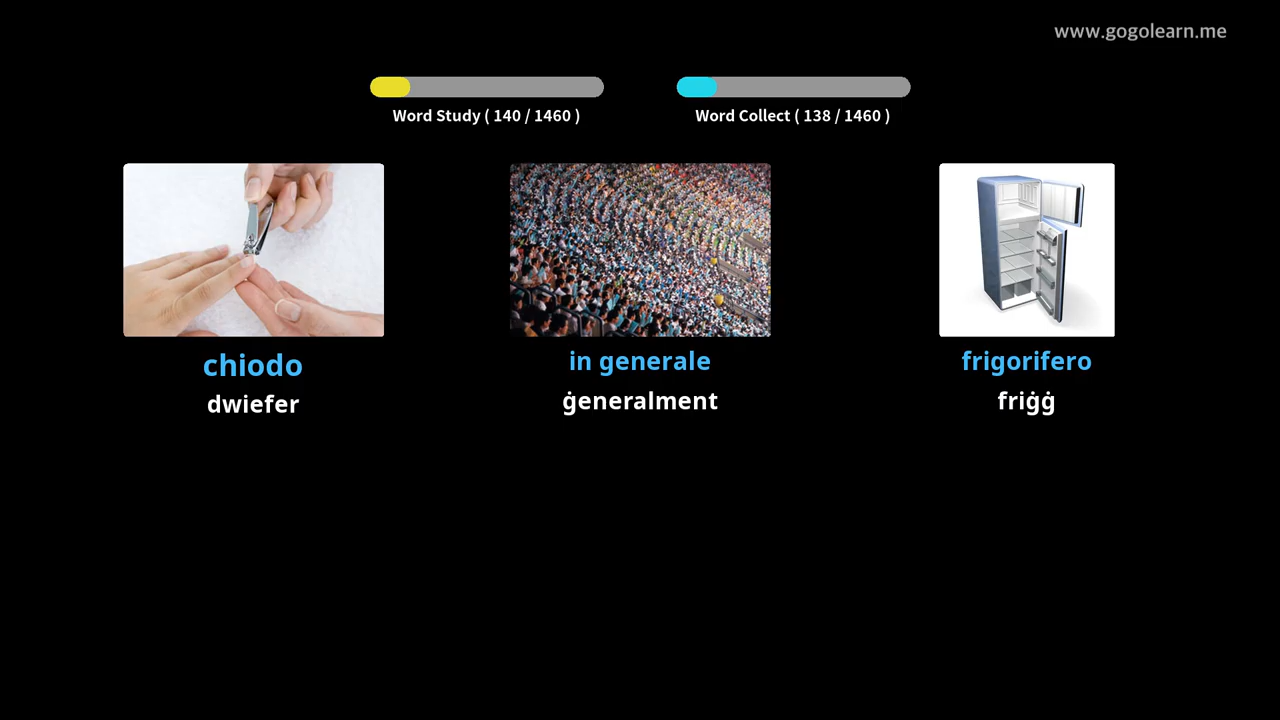 www.gogolearn.me
Word Study ( 140 / 1460 )
Word Collect ( 138 / 1460 )
chiodo
dwiefer
in generale
ġeneralment
frigorifero
friġġ